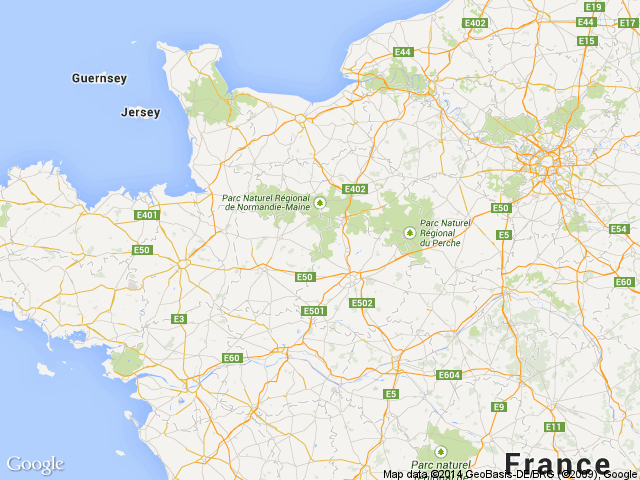 E19
E402
E15
E44
Guernsey
Jersey
E402
Parc Naturel Régional
de Normandie-Maine
E50
E401
Parc Naturel
Régional
du Perche
E5
E54
E50
E50
E60
E502
E501
E3
E60
E604
E5
E9
E11
France
Parc naturel
Google
Map data ©2014 GeoBasis-DE/BKG (©2009), Google